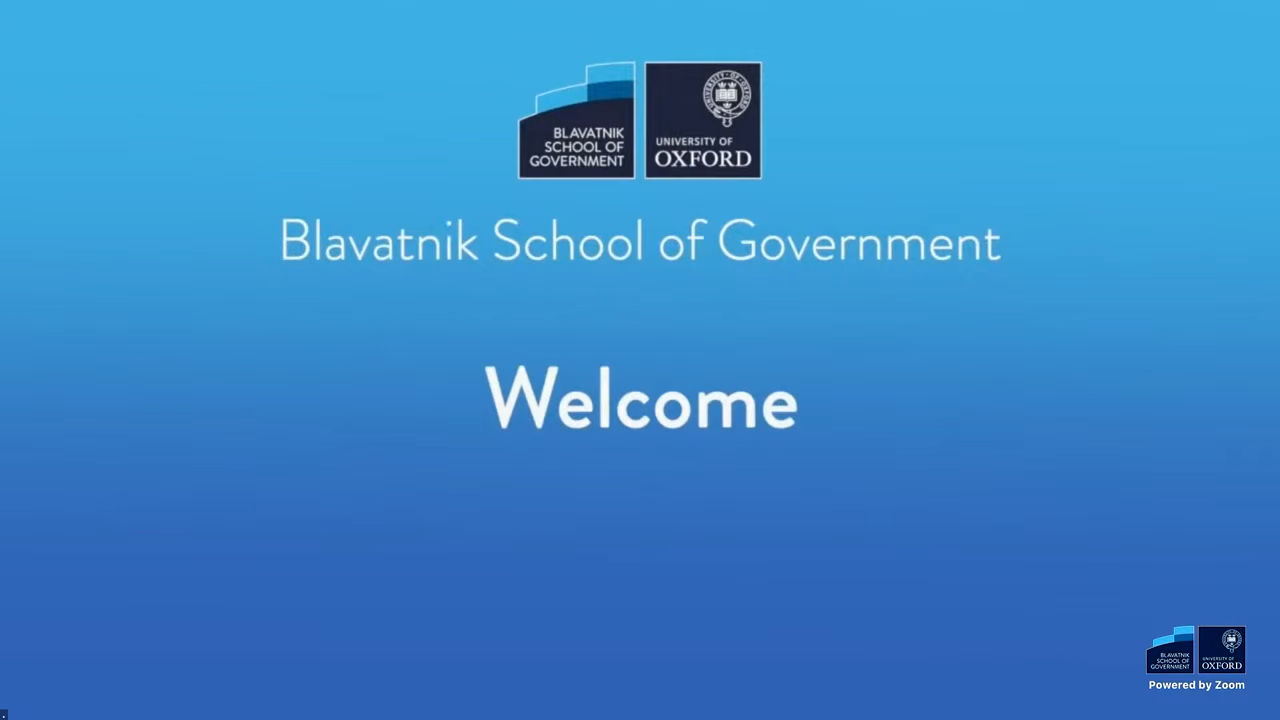 BLAVATNIK
SCHOOL OF
GOVERNMENT
UNIVERSITY OF
OXFORD
Blavatnik School of Government
Welcome
BLAVATNIK
SCHOOL OF
GOVERNMENT
UNIVERSITY OF
OXFORD
Powered by Zoom